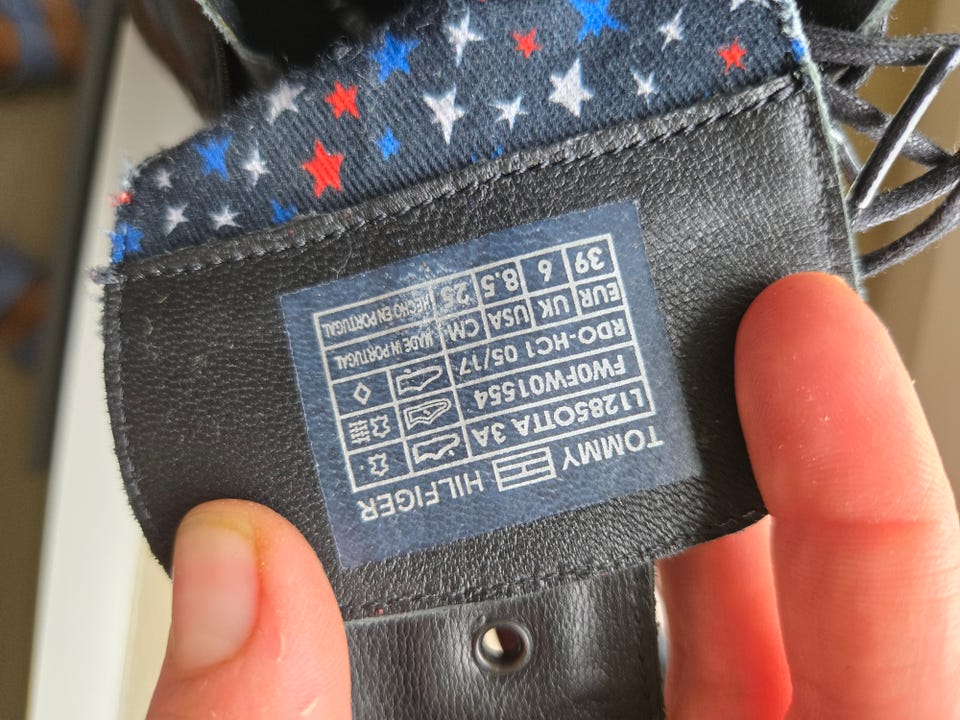 TOMMY HILFIGER
L1285OTTA 3A
FW0FW01554
RDO-HC1 05/17
EUR UK USA CM MADE IN PORTUGAL
39 6 8.5 25 HECHO EN PORTUGAL